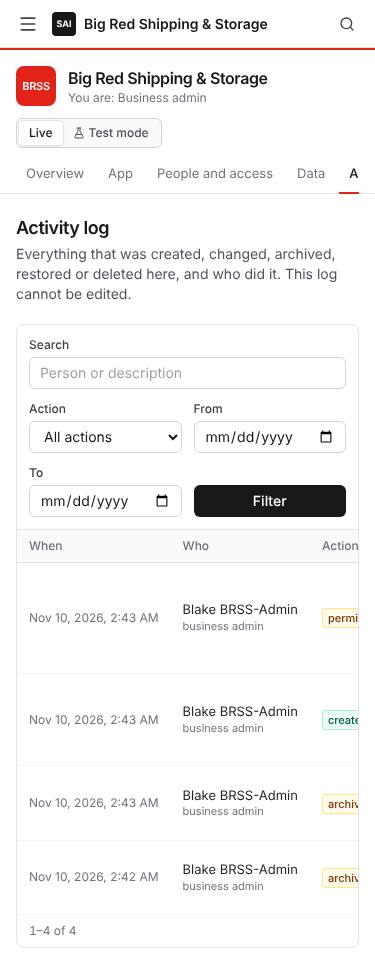 SAI Big Red Shipping & Storage
BRSS
Big Red Shipping & Storage
You are: Business admin
Live Test mode
Overview App People and access Data A
Activity log
Everything that was created, changed, archived,
restored or deleted here, and who did it. This log
cannot be edited.
Search
Person or description
Action From
All actions mm/dd/yyyy
To
mm/dd/yyyy Filter
When Who Action
Nov 10, 2026, 2:43 AM Blake BRSS-Admin permi
business admin
Nov 10, 2026, 2:43 AM Blake BRSS-Admin create
business admin
Nov 10, 2026, 2:43 AM Blake BRSS-Admin archiv
business admin
Nov 10, 2026, 2:42 AM Blake BRSS-Admin archiv
business admin
1–4 of 4